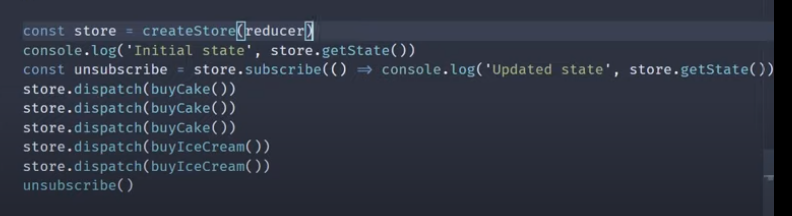 const store = createStore(reducer)
console.log('Initial state', store.getState())
const unsubscribe = store.subscribe(() => console.log('Updated state', store.getState())
store.dispatch(buyCake())
store.dispatch(buyCake())
store.dispatch(buyCake())
store.dispatch(buyIceCream())
store.dispatch(buyIceCream())
unsubscribe()